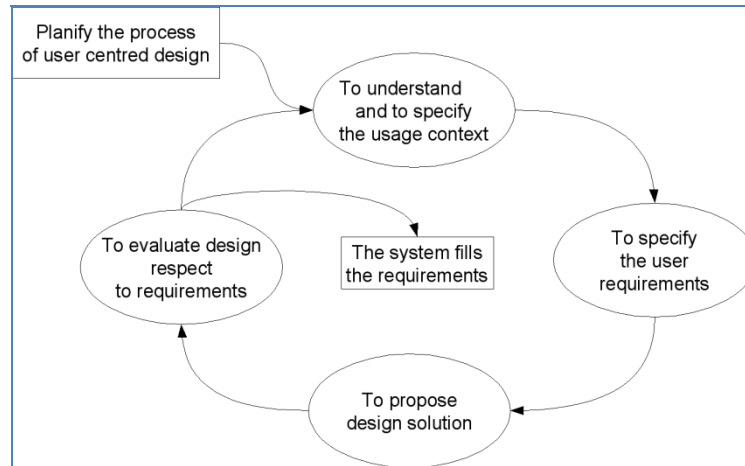 Planify the process
of user centred design
To understand
and to specify
the usage context
To evaluate design
respect
to requirements
The system fills
the requirements
To specify
the user
requirements
To propose
design solution